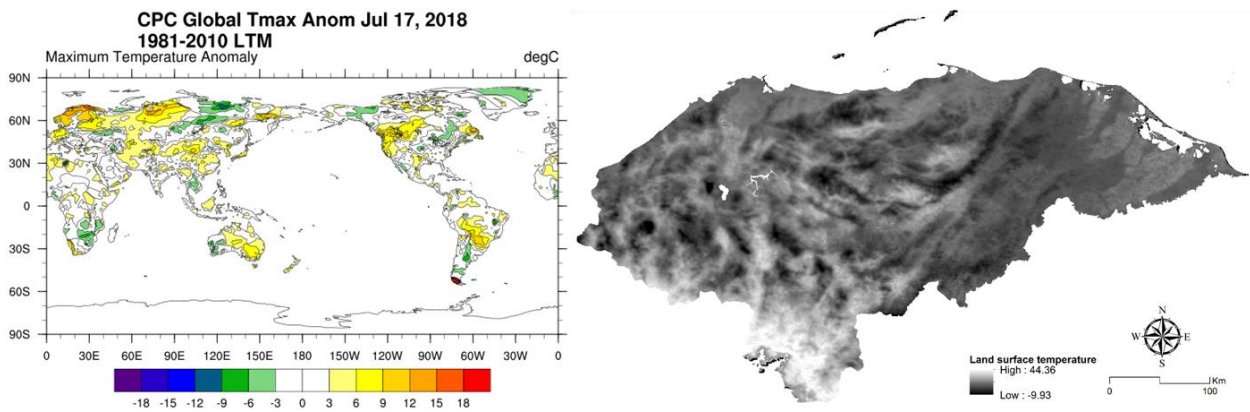 CPC Global Tmax Anom Jul 17, 2018
1981-2010 LTM
Maximum Temperature Anomaly degC
90N
60N
30N
0
30S
60S
90S
0 30E 60E 90E 120E 150E 180 150W 120W 90W 60W 30W 0
-18 -15 -12 -9 -6 -3 0 3 6 9 12 15 18
N
W E
S
Land surface temperature
High : 44.36
Low : -9.93
Km
0 100